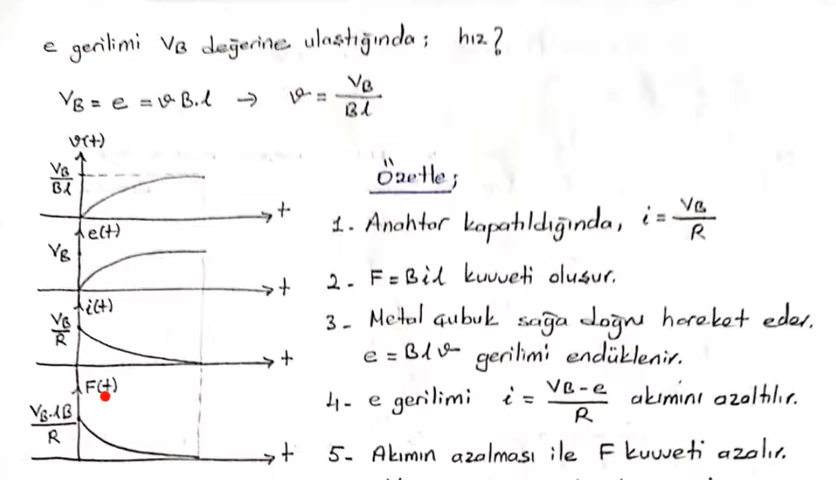 e gerilimi VB değerine ulaştığında; hız?
VB = e = v B.l → v = VB / Bl
v(t)
VB / Bl
t
e(t)
VB
t
i(t)
VB / R
t
F(t)
VB.lB / R
t
Özetle;
1. Anahtar kapatıldığında, i = VB / R
2- F = Bil kuvveti oluşur.
3- Metal çubuk sağa doğru hareket eder.
e = Blv gerilimi endüklenir.
4- e gerilimi i = VB-e / R akımını azaltılır.
5- Akımın azalması ile F kuvveti azalır.